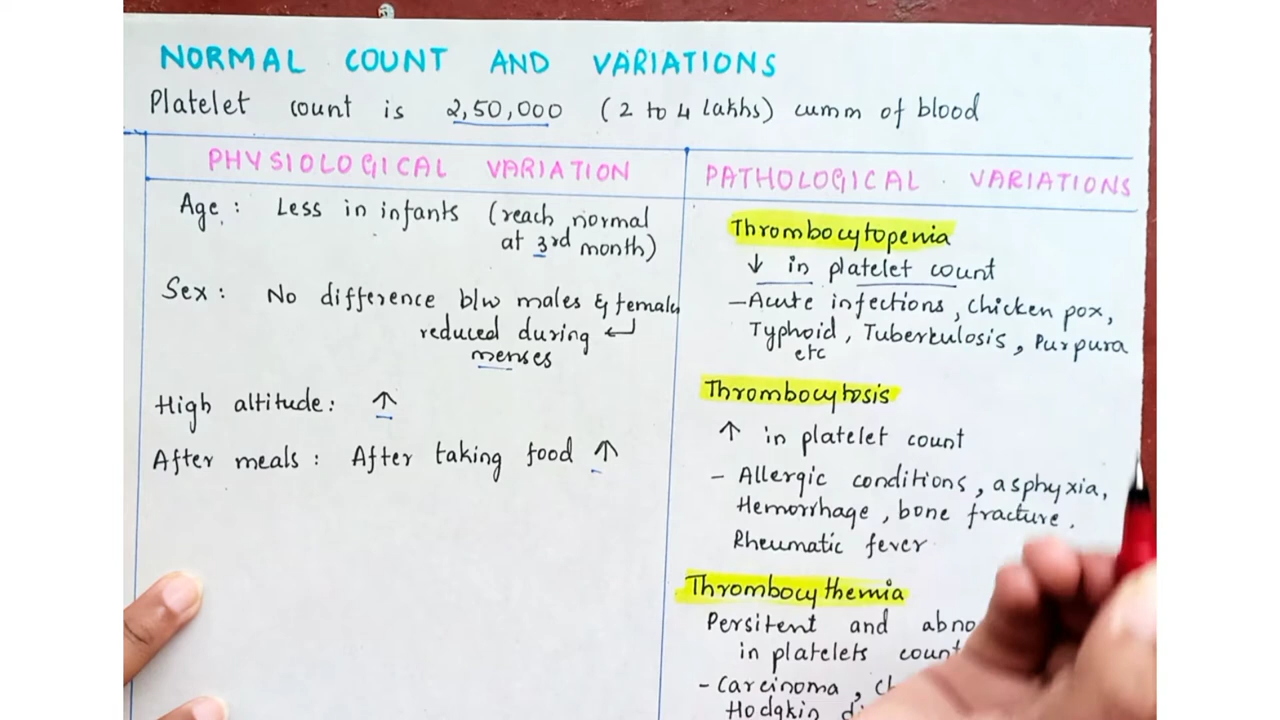 NORMAL COUNT AND VARIATIONS
Platelet count is 2,50,000 (2 to 4 lakhs) cumm of blood
PHYSIOLOGICAL VARIATION
Age: Less in infants (reach normal
at 3rd month)
Sex: No difference b/w males & females
reduced during ↵
menses
High altitude: ↑
After meals: After taking food ↑
PATHOLOGICAL VARIATIONS
Thrombocytopenia
↓ in platelet count
- Acute infections, chicken pox,
Typhoid, Tuberkulosis, Purpura
etc
Thrombocytosis
↑ in platelet count
- Allergic conditions, asphyxia,
Hemorrhage, bone fracture.
Rheumatic fever
Thrombocythemia
Persitent and
in platelets count
- Carcinoma,
Hodgkin